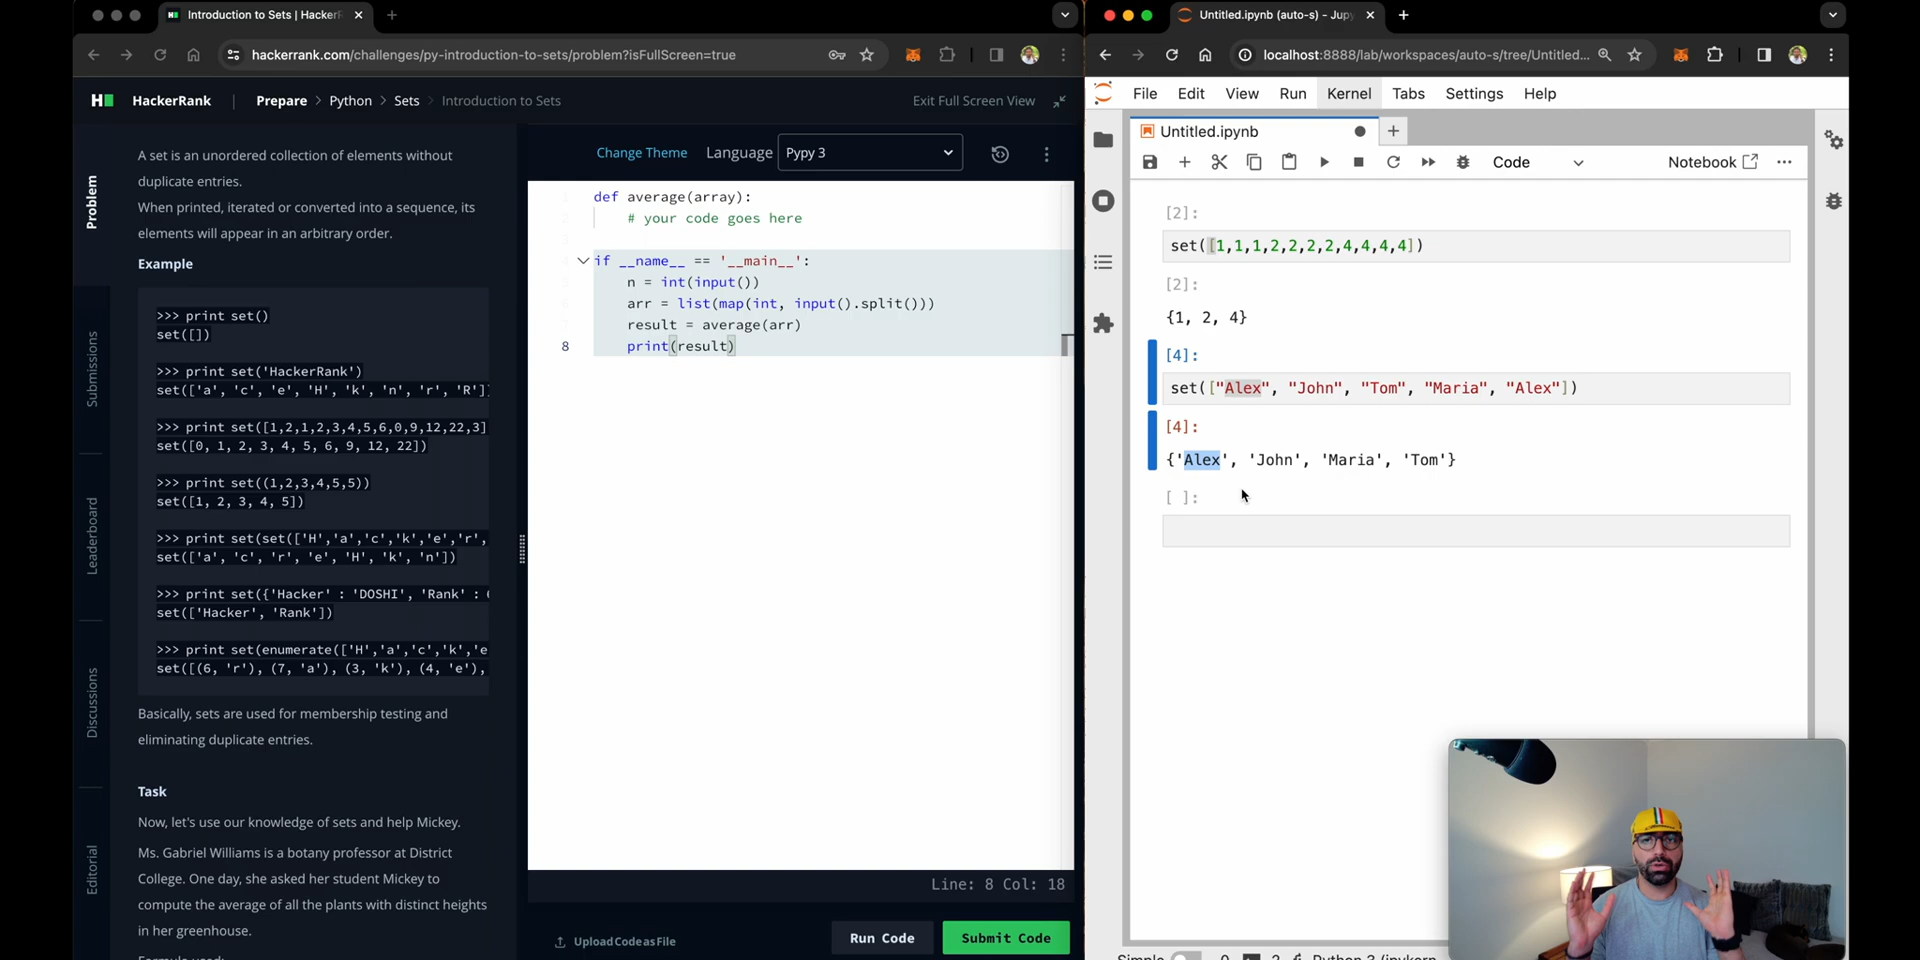 Introduction to Sets | HackerR
hackerrank.com/challenges/py-introduction-to-sets/problem?isFullScreen=true
HackerRank
Prepare > Python > Sets > Introduction to Sets
Exit Full Screen View
Problem
Submissions
Leaderboard
Discussions
Editorial
A set is an unordered collection of elements without
duplicate entries.
When printed, iterated or converted into a sequence, its
elements will appear in an arbitrary order.
Example
>>> print set()
set([])
>>> print set('HackerRank')
set(['a', 'c', 'e', 'H', 'k', 'n', 'r', 'R']
>>> print set([1,2,1,2,3,4,5,6,0,9,12,22,3]
set([0, 1, 2, 3, 4, 5, 6, 9, 12, 22])
>>> print set((1,2,3,4,5,5))
set([1, 2, 3, 4, 5])
>>> print set(set(['H','a','c','k','e','r',
set(['a', 'c', 'r', 'e', 'H', 'k', 'n'])
>>> print set({'Hacker' : 'DOSHI', 'Rank' :
set(['Hacker', 'Rank'])
>>> print set(enumerate(['H','a','c','k','e
set([(6, 'r'), (7, 'a'), (3, 'k'), (4, 'e'),
Basically, sets are used for membership testing and
eliminating duplicate entries.
Task
Now, let's use our knowledge of sets and help Mickey.
Ms. Gabriel Williams is a botany professor at District
College. One day, she asked her student Mickey to
compute the average of all the plants with distinct heights
in her greenhouse.
Formula used:
Change Theme
Language
Pypy 3
def average(array):
# your code goes here
if __name__ == '__main__':
n = int(input())
arr = list(map(int, input().split()))
result = average(arr)
8 print(result)
Line: 8 Col: 18
Upload Code as File
Run Code
Submit Code
Untitled.ipynb (auto-s) - Jupy
localhost:8888/lab/workspaces/auto-s/tree/Untitled...
File Edit View Run Kernel Tabs Settings Help
Untitled.ipynb
Code
Notebook
[2]:
set([1,1,1,2,2,2,2,4,4,4,4])
[2]:
{1, 2, 4}
[4]:
set(["Alex", "John", "Tom", "Maria", "Alex"])
[4]:
{'Alex', 'John', 'Maria', 'Tom'}
[ ]:
Simple
0
2
Python 3 (ipykern